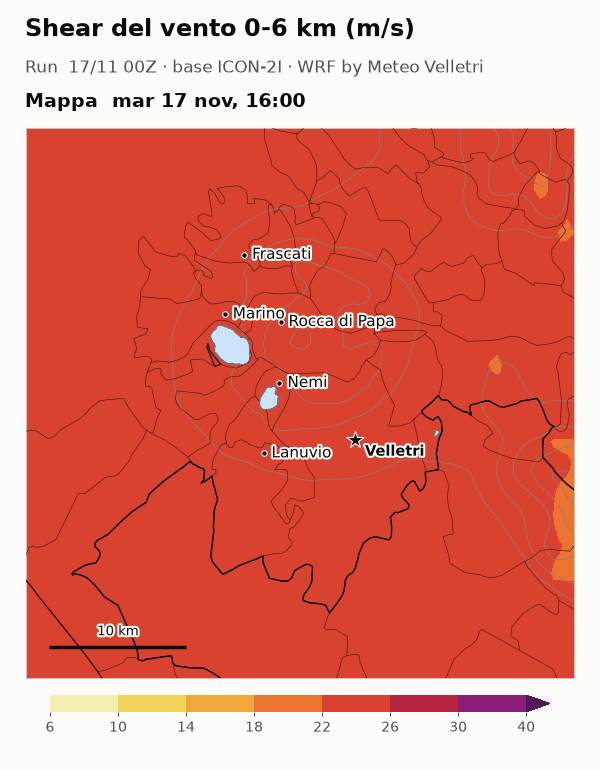 Shear del vento 0-6 km (m/s)
Run  17/11 00Z · base ICON-2I · WRF by Meteo Velletri
Mappa  mar 17 nov, 16:00
Frascati
Marino
Rocca di Papa
Nemi
Velletri
Lanuvio
10 km
6 10 14 18 22 26 30 40